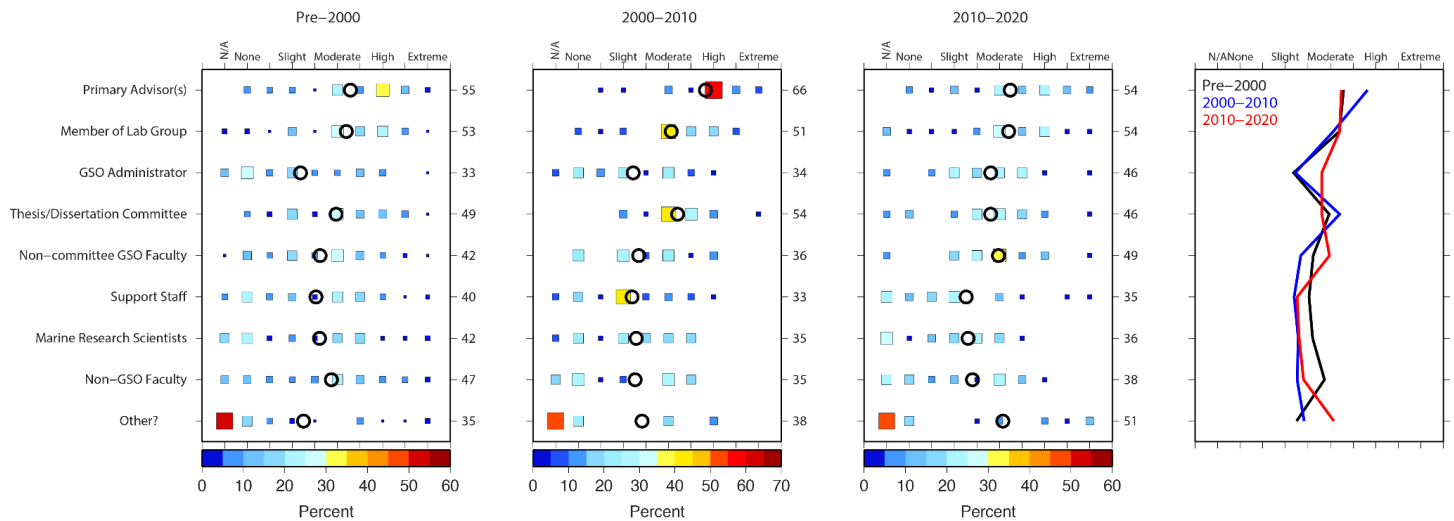 Pre−2000
2000−2010
2010−2020
N/A None Slight Moderate High Extreme
N/A None Slight Moderate High Extreme
N/A None Slight Moderate High Extreme
N/ANone Slight Moderate High Extreme
Primary Advisor(s) 55 66 54
Member of Lab Group 53 51 54
GSO Administrator 33 34 46
Thesis/Dissertation Committee 49 54 46
Non−committee GSO Faculty 42 36 49
Support Staff 40 33 35
Marine Research Scientists 42 35 36
Non−GSO Faculty 47 35 38
Other? 35 38 51
Pre−2000
2000−2010
2010−2020
0 10 20 30 40 50 60
Percent
0 10 20 30 40 50 60 70
Percent
0 10 20 30 40 50 60
Percent